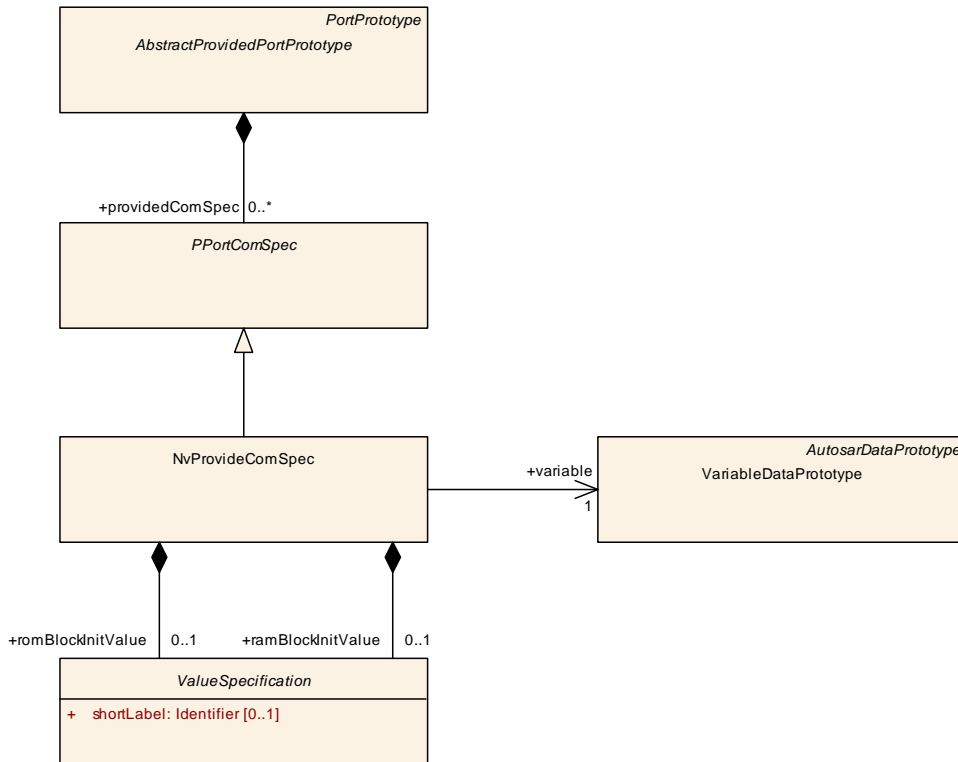 PortPrototype
AbstractProvidedPortPrototype
+providedComSpec 0..*
PPortComSpec
NvProvideComSpec
+variable
1
AutosarDataPrototype
VariableDataPrototype
+romBlockInitValue 0..1
+ramBlockInitValue 0..1
ValueSpecification
+ shortLabel: Identifier [0..1]